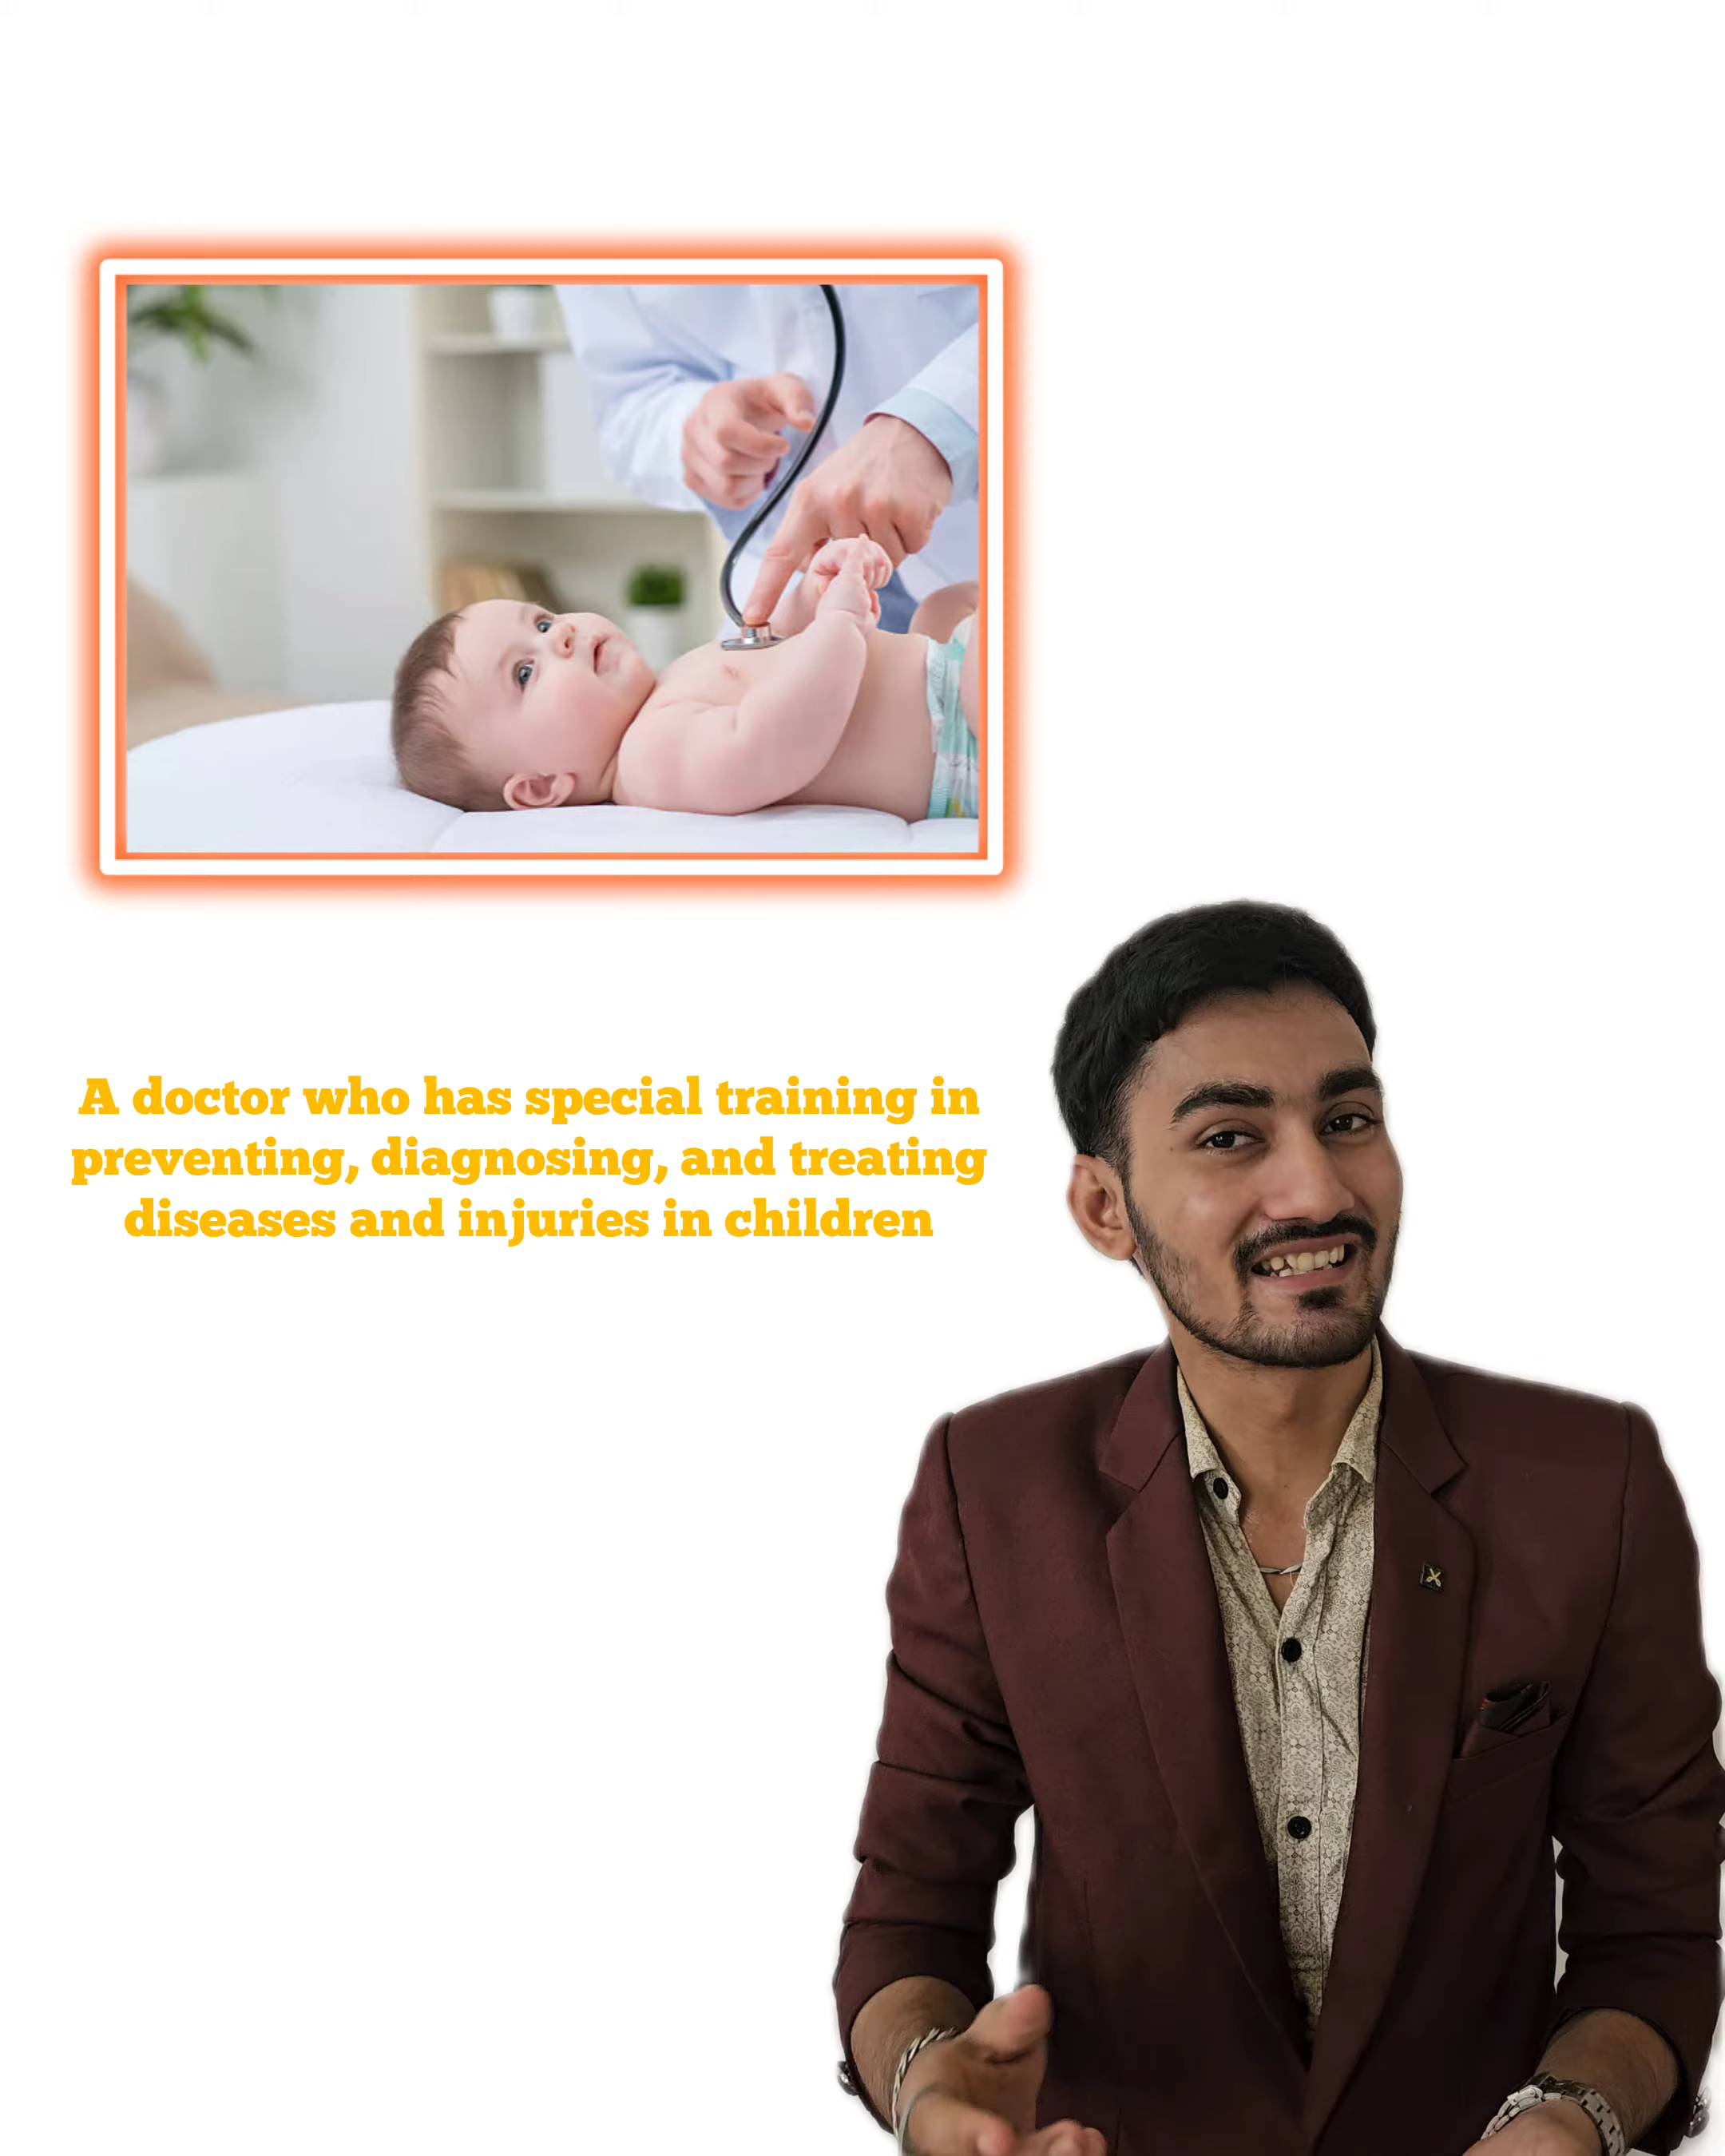 A doctor who has special training in
preventing, diagnosing, and treating
diseases and injuries in children